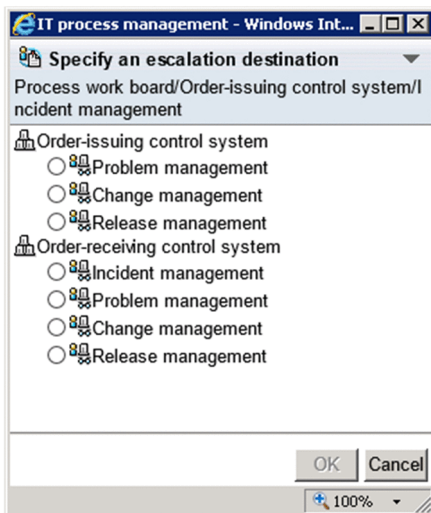 IT process management - Windows Int...
Specify an escalation destination
Process work board/Order-issuing control system/I
ncident management
Order-issuing control system
Problem management
Change management
Release management
Order-receiving control system
Incident management
Problem management
Change management
Release management
OK Cancel
100%